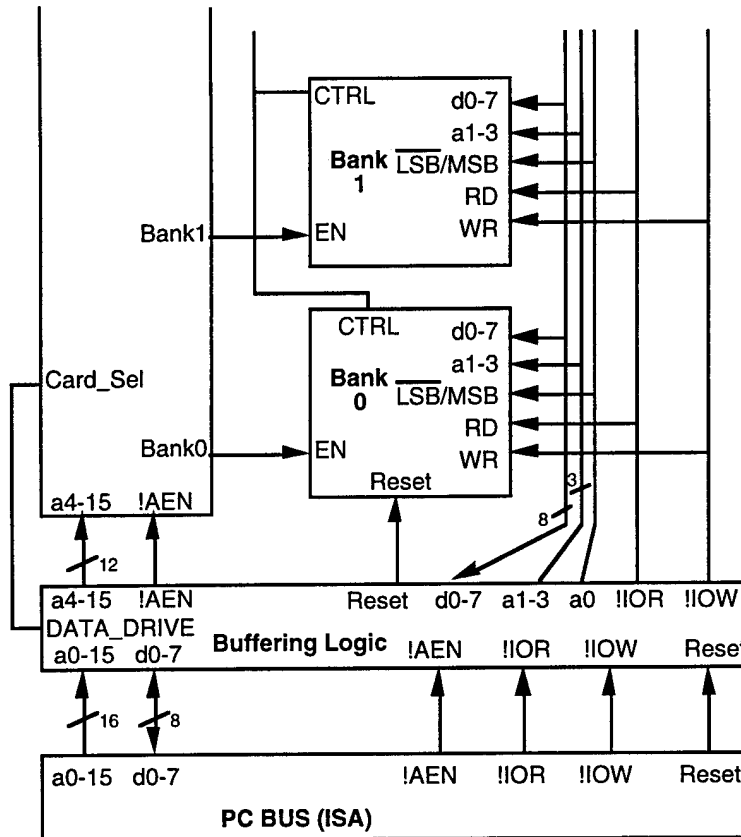 CTRL d0-7
a1-3
Bank LSB/MSB
1
RD
Bank1 EN WR
CTRL d0-7
a1-3
Card_Sel Bank LSB/MSB
0
RD
Bank0 EN WR
Reset
a4-15 !AEN
3
8
12
a4-15 !AEN Reset d0-7 a1-3 a0 !IOR !IOW
DATA_DRIVE
Buffering Logic
a0-15 d0-7 !AEN !IOR !IOW Reset
16 8
a0-15 d0-7 !AEN !IOR !IOW Reset
PC BUS (ISA)